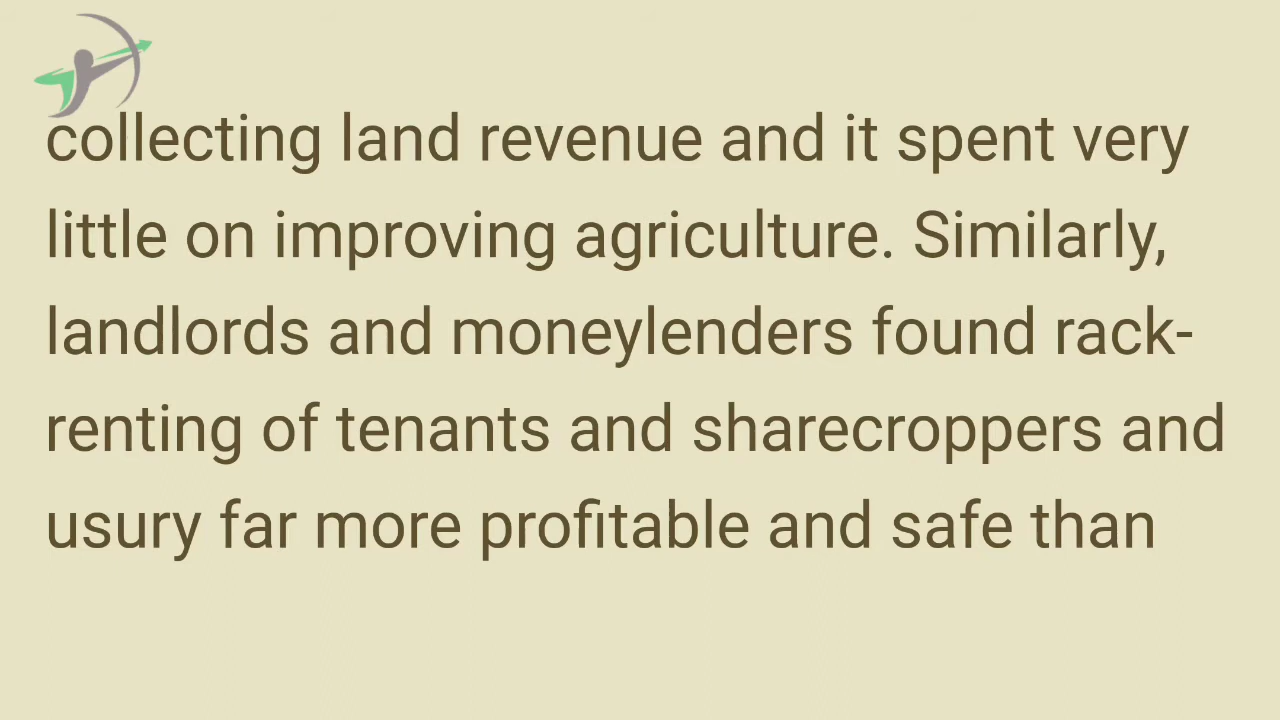 collecting land revenue and it spent very
little on improving agriculture. Similarly,
landlords and moneylenders found rack-
renting of tenants and sharecroppers and
usury far more profitable and safe than